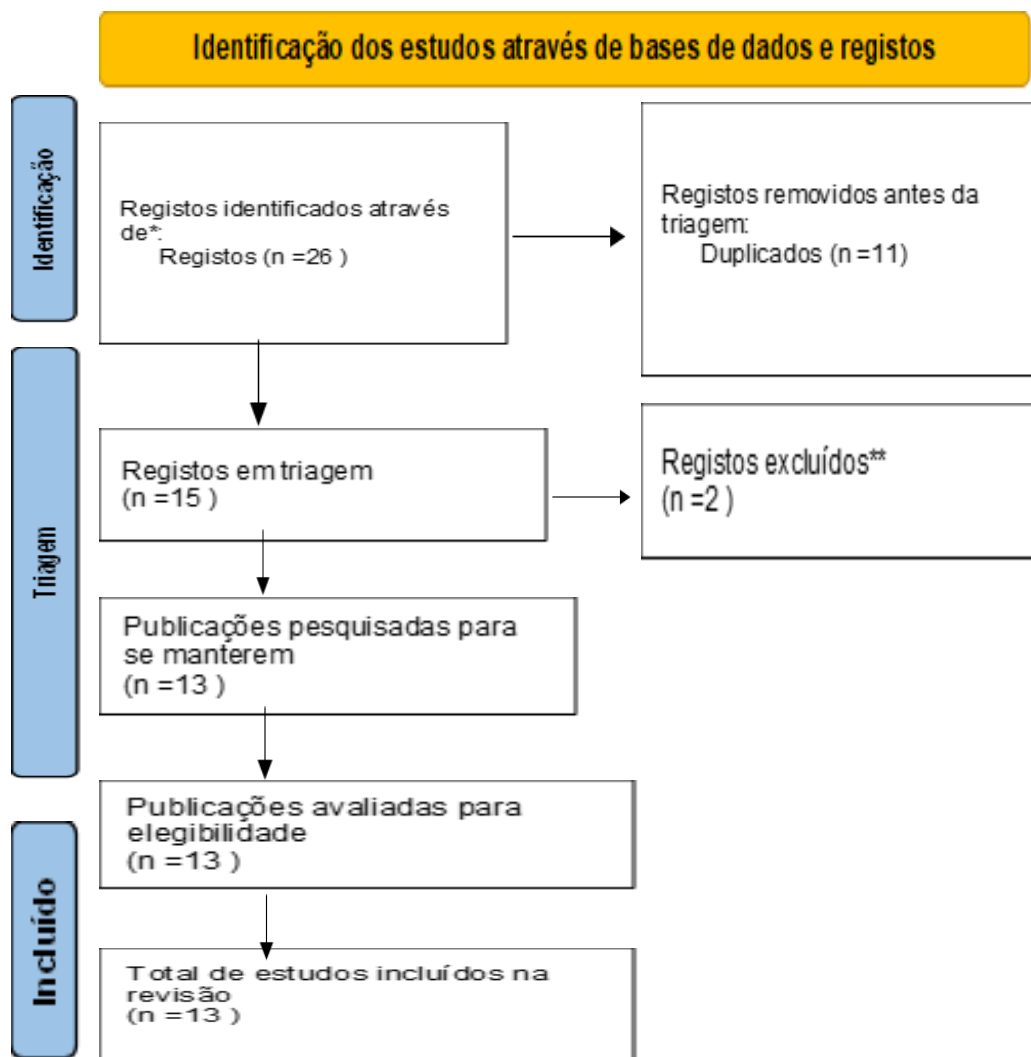 Identificação dos estudos através de bases de dados e registos
Identificação
Registos identificados através
de*:
Registos (n =26 )
Registos removidos antes da
triagem:
Duplicados (n =11)
Triagem
Registos em triagem
(n =15 )
Registos excluídos**
(n =2 )
Publicações pesquisadas para
se manterem
(n =13 )
Publicações avaliadas para
elegibilidade
(n =13 )
Incluído
Total de estudos incluídos na
revisão
(n =13 )